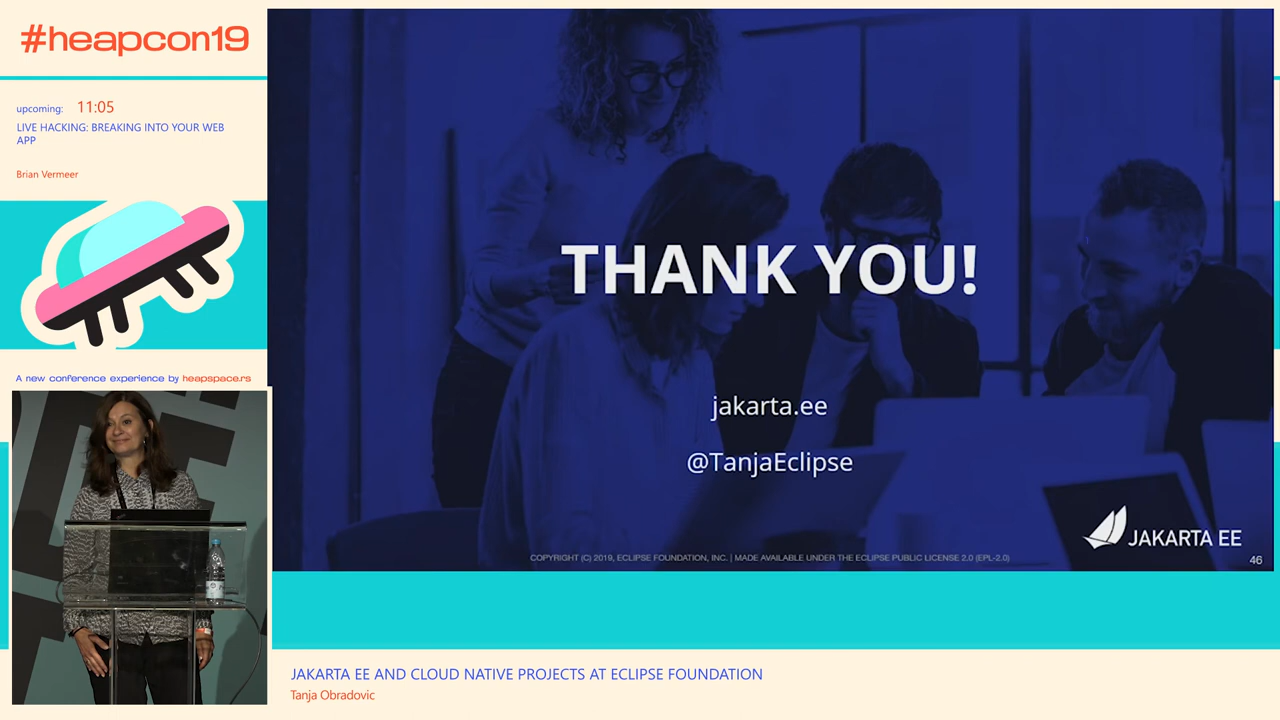 #heapcon19
upcoming: 11:05
LIVE HACKING: BREAKING INTO YOUR WEB
APP
Brian Vermeer
A new conference experience by heapspace.rs
THANK YOU!
jakarta.ee
@TanjaEclipse
JAKARTA EE
COPYRIGHT (C) 2019, ECLIPSE FOUNDATION, INC. | MADE AVAILABLE UNDER THE ECLIPSE PUBLIC LICENSE 2.0 (EPL-2.0)
46
JAKARTA EE AND CLOUD NATIVE PROJECTS AT ECLIPSE FOUNDATION
Tanja Obradovic